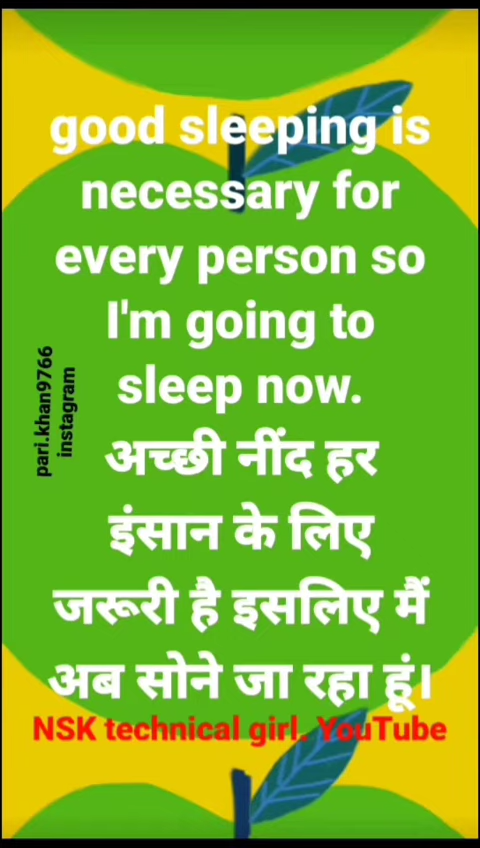 good sleeping is
necessary for
every person so
I'm going to
sleep now.
अच्छी नींद हर
इंसान के लिए
जरूरी है इसलिए मैं
अब सोने जा रहा हूं।
pari.khan9766
instagram
NSK technical girl. YouTube